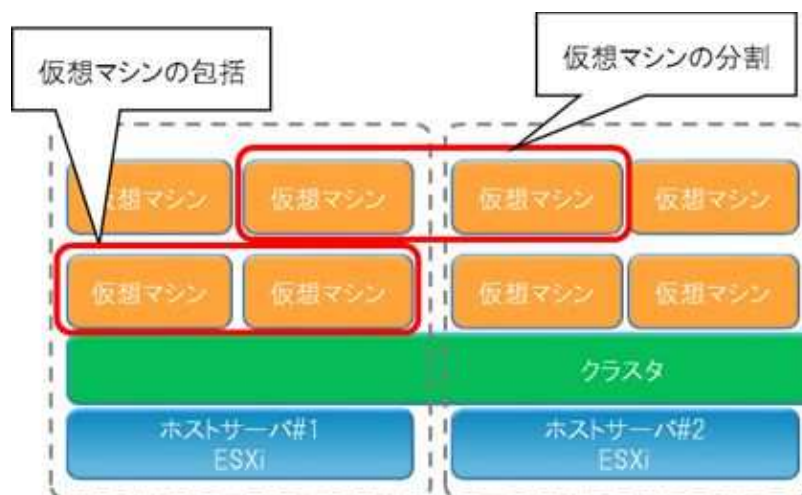 仮想マシンの包括
仮想マシンの分割
仮想マシン 仮想マシン 仮想マシン 仮想マシン
仮想マシン 仮想マシン 仮想マシン 仮想マシン
クラスタ
ホストサーバ#1 ホストサーバ#2
ESXi ESXi